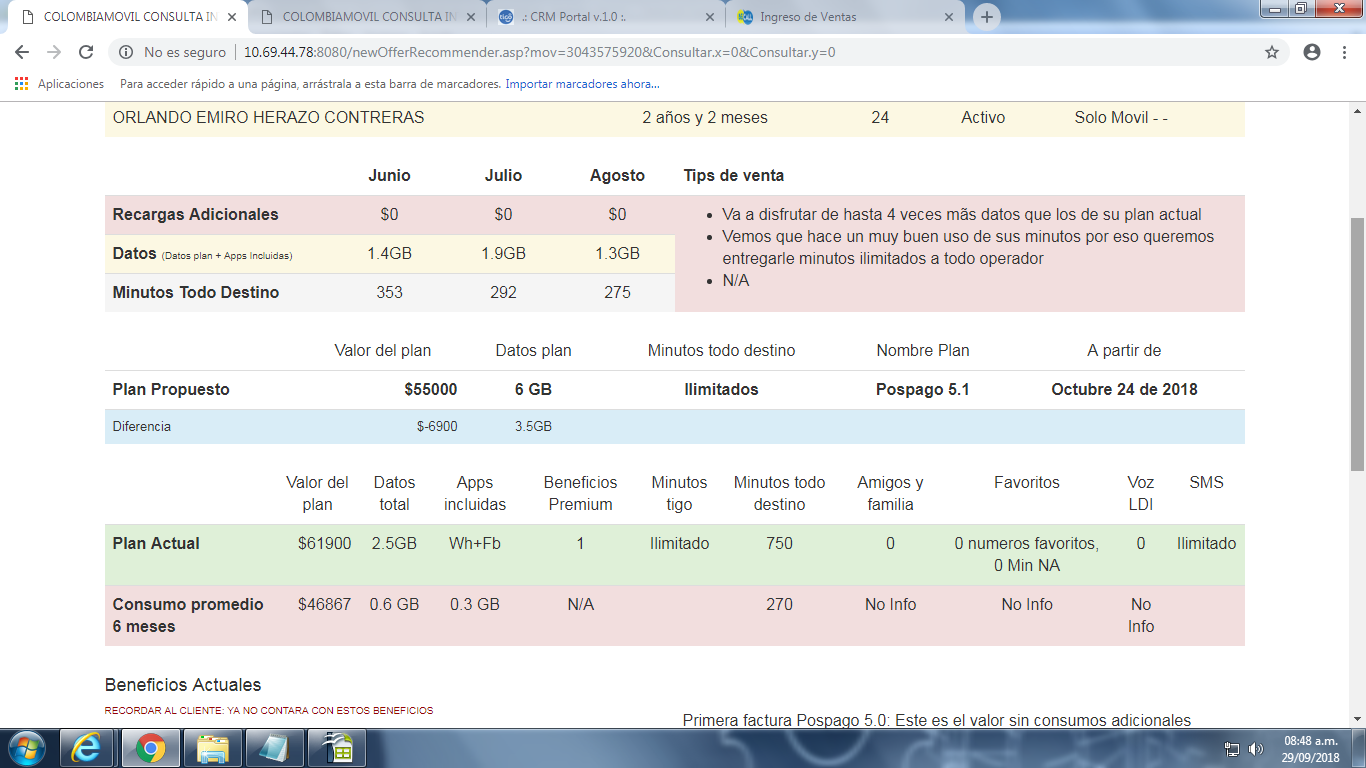 COLOMBIAMOVIL CONSULTA IN
COLOMBIAMOVIL CONSULTA IN
tigo
.: CRM Portal v.1.0 :.
Ingreso de Ventas
No es seguro | 10.69.44.78:8080/newOfferRecommender.asp?mov=3043575920&Consultar.x=0&Consultar.y=0
Aplicaciones Para acceder rápido a una página, arrástrala a esta barra de marcadores. Importar marcadores ahora...
ORLANDO EMIRO HERAZO CONTRERAS 2 años y 2 meses 24 Activo Solo Movil - -
Junio Julio Agosto Tips de venta
Recargas Adicionales $0 $0 $0
• Va a disfrutar de hasta 4 veces mãs datos que los de su plan actual
• Vemos que hace un muy buen uso de sus minutos por eso queremos
entregarle minutos ilimitados a todo operador
• N/A
Datos (Datos plan + Apps Incluidas) 1.4GB 1.9GB 1.3GB
Minutos Todo Destino 353 292 275
Valor del plan Datos plan Minutos todo destino Nombre Plan A partir de
Plan Propuesto $55000 6 GB Ilimitados Pospago 5.1 Octubre 24 de 2018
Diferencia $-6900 3.5GB
Valor del Datos Apps Beneficios Minutos Minutos todo Amigos y Favoritos Voz SMS
plan total incluidas Premium tigo destino familia LDI
Plan Actual $61900 2.5GB Wh+Fb 1 Ilimitado 750 0 0 numeros favoritos, 0 Ilimitado
0 Min NA
Consumo promedio $46867 0.6 GB 0.3 GB N/A 270 No Info No Info No
6 meses Info
Beneficios Actuales
RECORDAR AL CLIENTE: YA NO CONTARA CON ESTOS BENEFICIOS
Primera factura Pospago 5.0: Este es el valor sin consumos adicionales
08:48 a.m.
29/09/2018